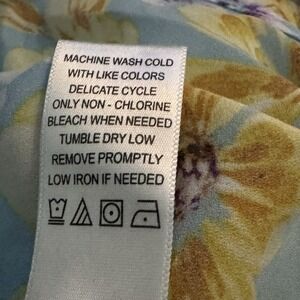 MACHINE WASH COLD
WITH LIKE COLORS
DELICATE CYCLE
ONLY NON - CHLORINE
BLEACH WHEN NEEDED
TUMBLE DRY LOW
REMOVE PROMPTLY
LOW IRON IF NEEDED